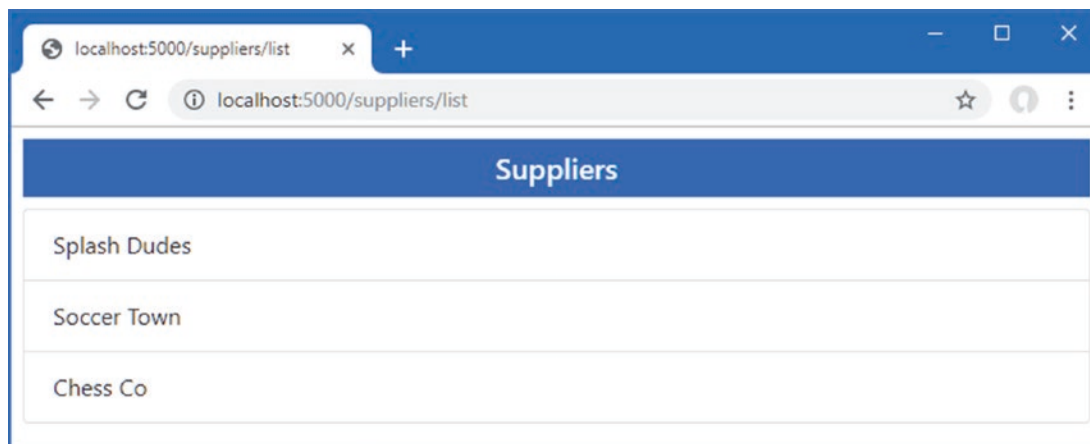 localhost:5000/suppliers/list
localhost:5000/suppliers/list
Suppliers
Splash Dudes
Soccer Town
Chess Co